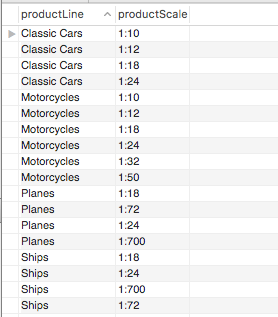 productLine productScale
Classic Cars 1:10
Classic Cars 1:12
Classic Cars 1:18
Classic Cars 1:24
Motorcycles 1:10
Motorcycles 1:12
Motorcycles 1:18
Motorcycles 1:24
Motorcycles 1:32
Motorcycles 1:50
Planes 1:18
Planes 1:72
Planes 1:24
Planes 1:700
Ships 1:18
Ships 1:24
Ships 1:700
Ships 1:72